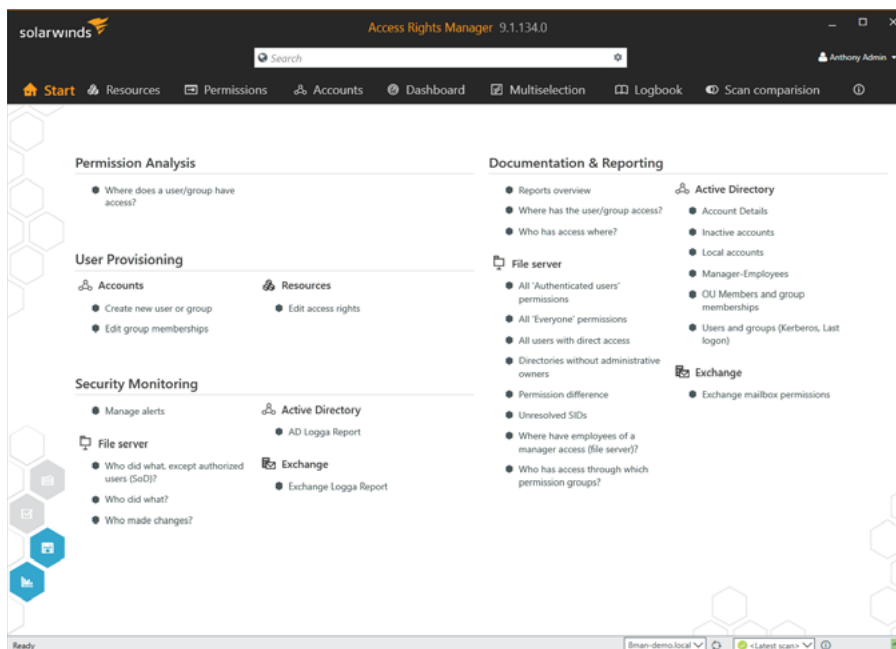 solarwinds
Access Rights Manager 9.1.134.0
Search
Anthony Admin
Start
Resources
Permissions
Accounts
Dashboard
Multiselection
Logbook
Scan comparision
Permission Analysis
Where does a user/group have
access?
User Provisioning
Accounts
Create new user or group
Edit group memberships
Resources
Edit access rights
Security Monitoring
Manage alerts
File server
Who did what, except authorized
users (SoD)?
Who did what?
Who made changes?
Active Directory
AD Logga Report
Exchange
Exchange Logga Report
Documentation & Reporting
Reports overview
Where has the user/group access?
Who has access where?
File server
All 'Authenticated users'
permissions
All 'Everyone' permissions
All users with direct access
Directories without administrative
owners
Permission difference
Unresolved SIDs
Where have employees of a
manager access (file server)?
Who has access through which
permission groups?
Active Directory
Account Details
Inactive accounts
Local accounts
Manager-Employees
OU Members and group
memberships
Users and groups (Kerberos, Last
logon)
Exchange
Exchange mailbox permissions
Ready
8man-demo.local
<Latest scan>